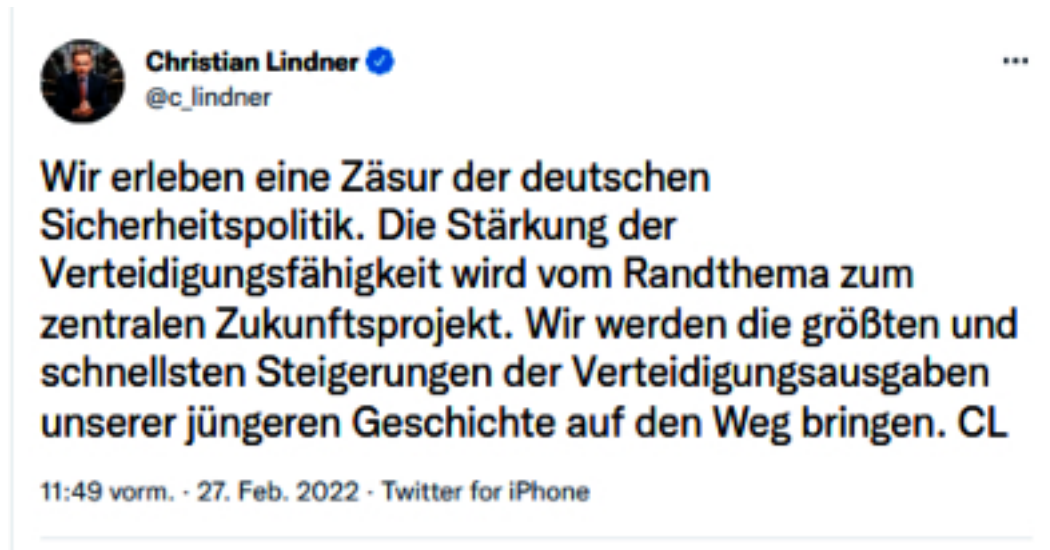 Christian Lindner
@c_lindner
Wir erleben eine Zäsur der deutschen
Sicherheitspolitik. Die Stärkung der
Verteidigungsfähigkeit wird vom Randthema zum
zentralen Zukunftsprojekt. Wir werden die größten und
schnellsten Steigerungen der Verteidigungsausgaben
unserer jüngeren Geschichte auf den Weg bringen. CL
11:49 vorm. · 27. Feb. 2022 · Twitter for iPhone